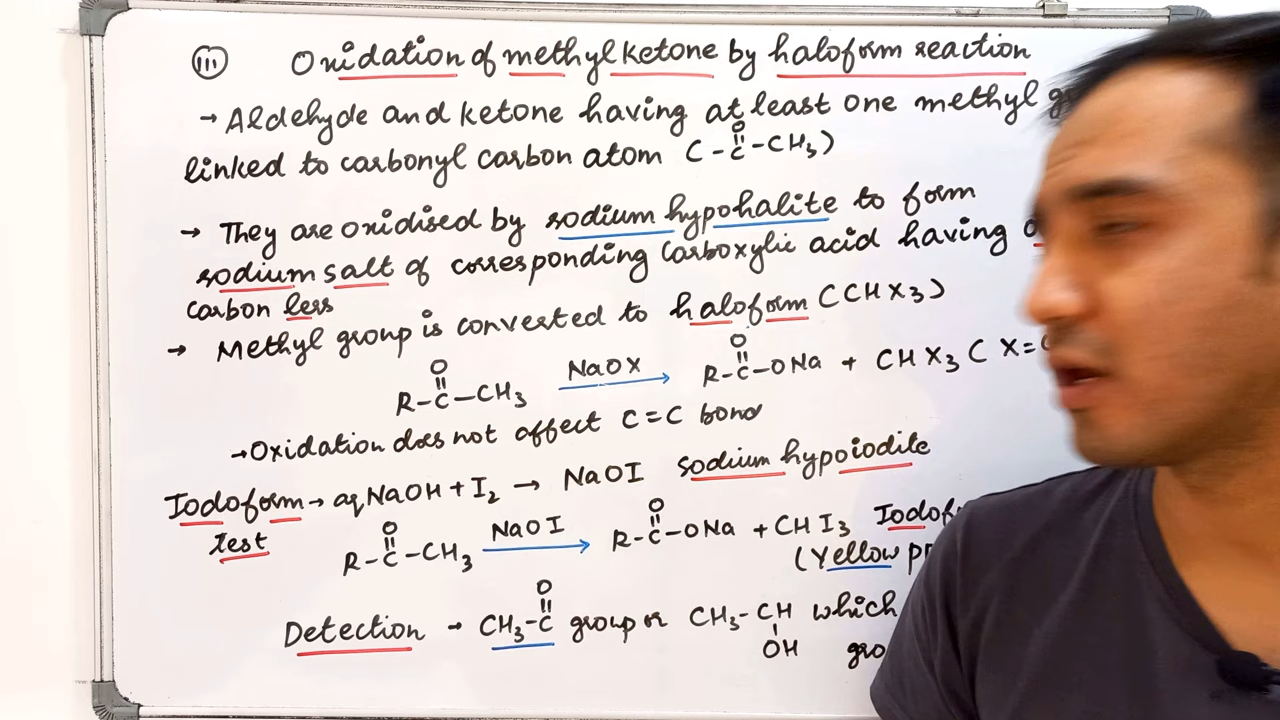 (iii) Oxidation of methyl ketone by haloform reaction
→ Aldehyde and ketone having at least one methyl
linked to carbonyl carbon atom C-C(=O)-CH₃)
→ They are oxidised by sodium hypohalite to form
sodium salt of corresponding Carboxylic acid having
carbon less
→ Methyl group is converted to haloform (CHX₃)
R-C(=O)-CH₃ NaOX → R-C(=O)-ONa + CHX₃ (X=
→ Oxidation does not affect C=C bond
Iodoform → aq NaOH + I₂ → NaOI sodium hypoiodite
test R-C(=O)-CH₃ NaOI → R-C(=O)-ONa + CHI₃
(Yellow
Detection - CH₃-C(=O) group or CH₃-CH(OH) which